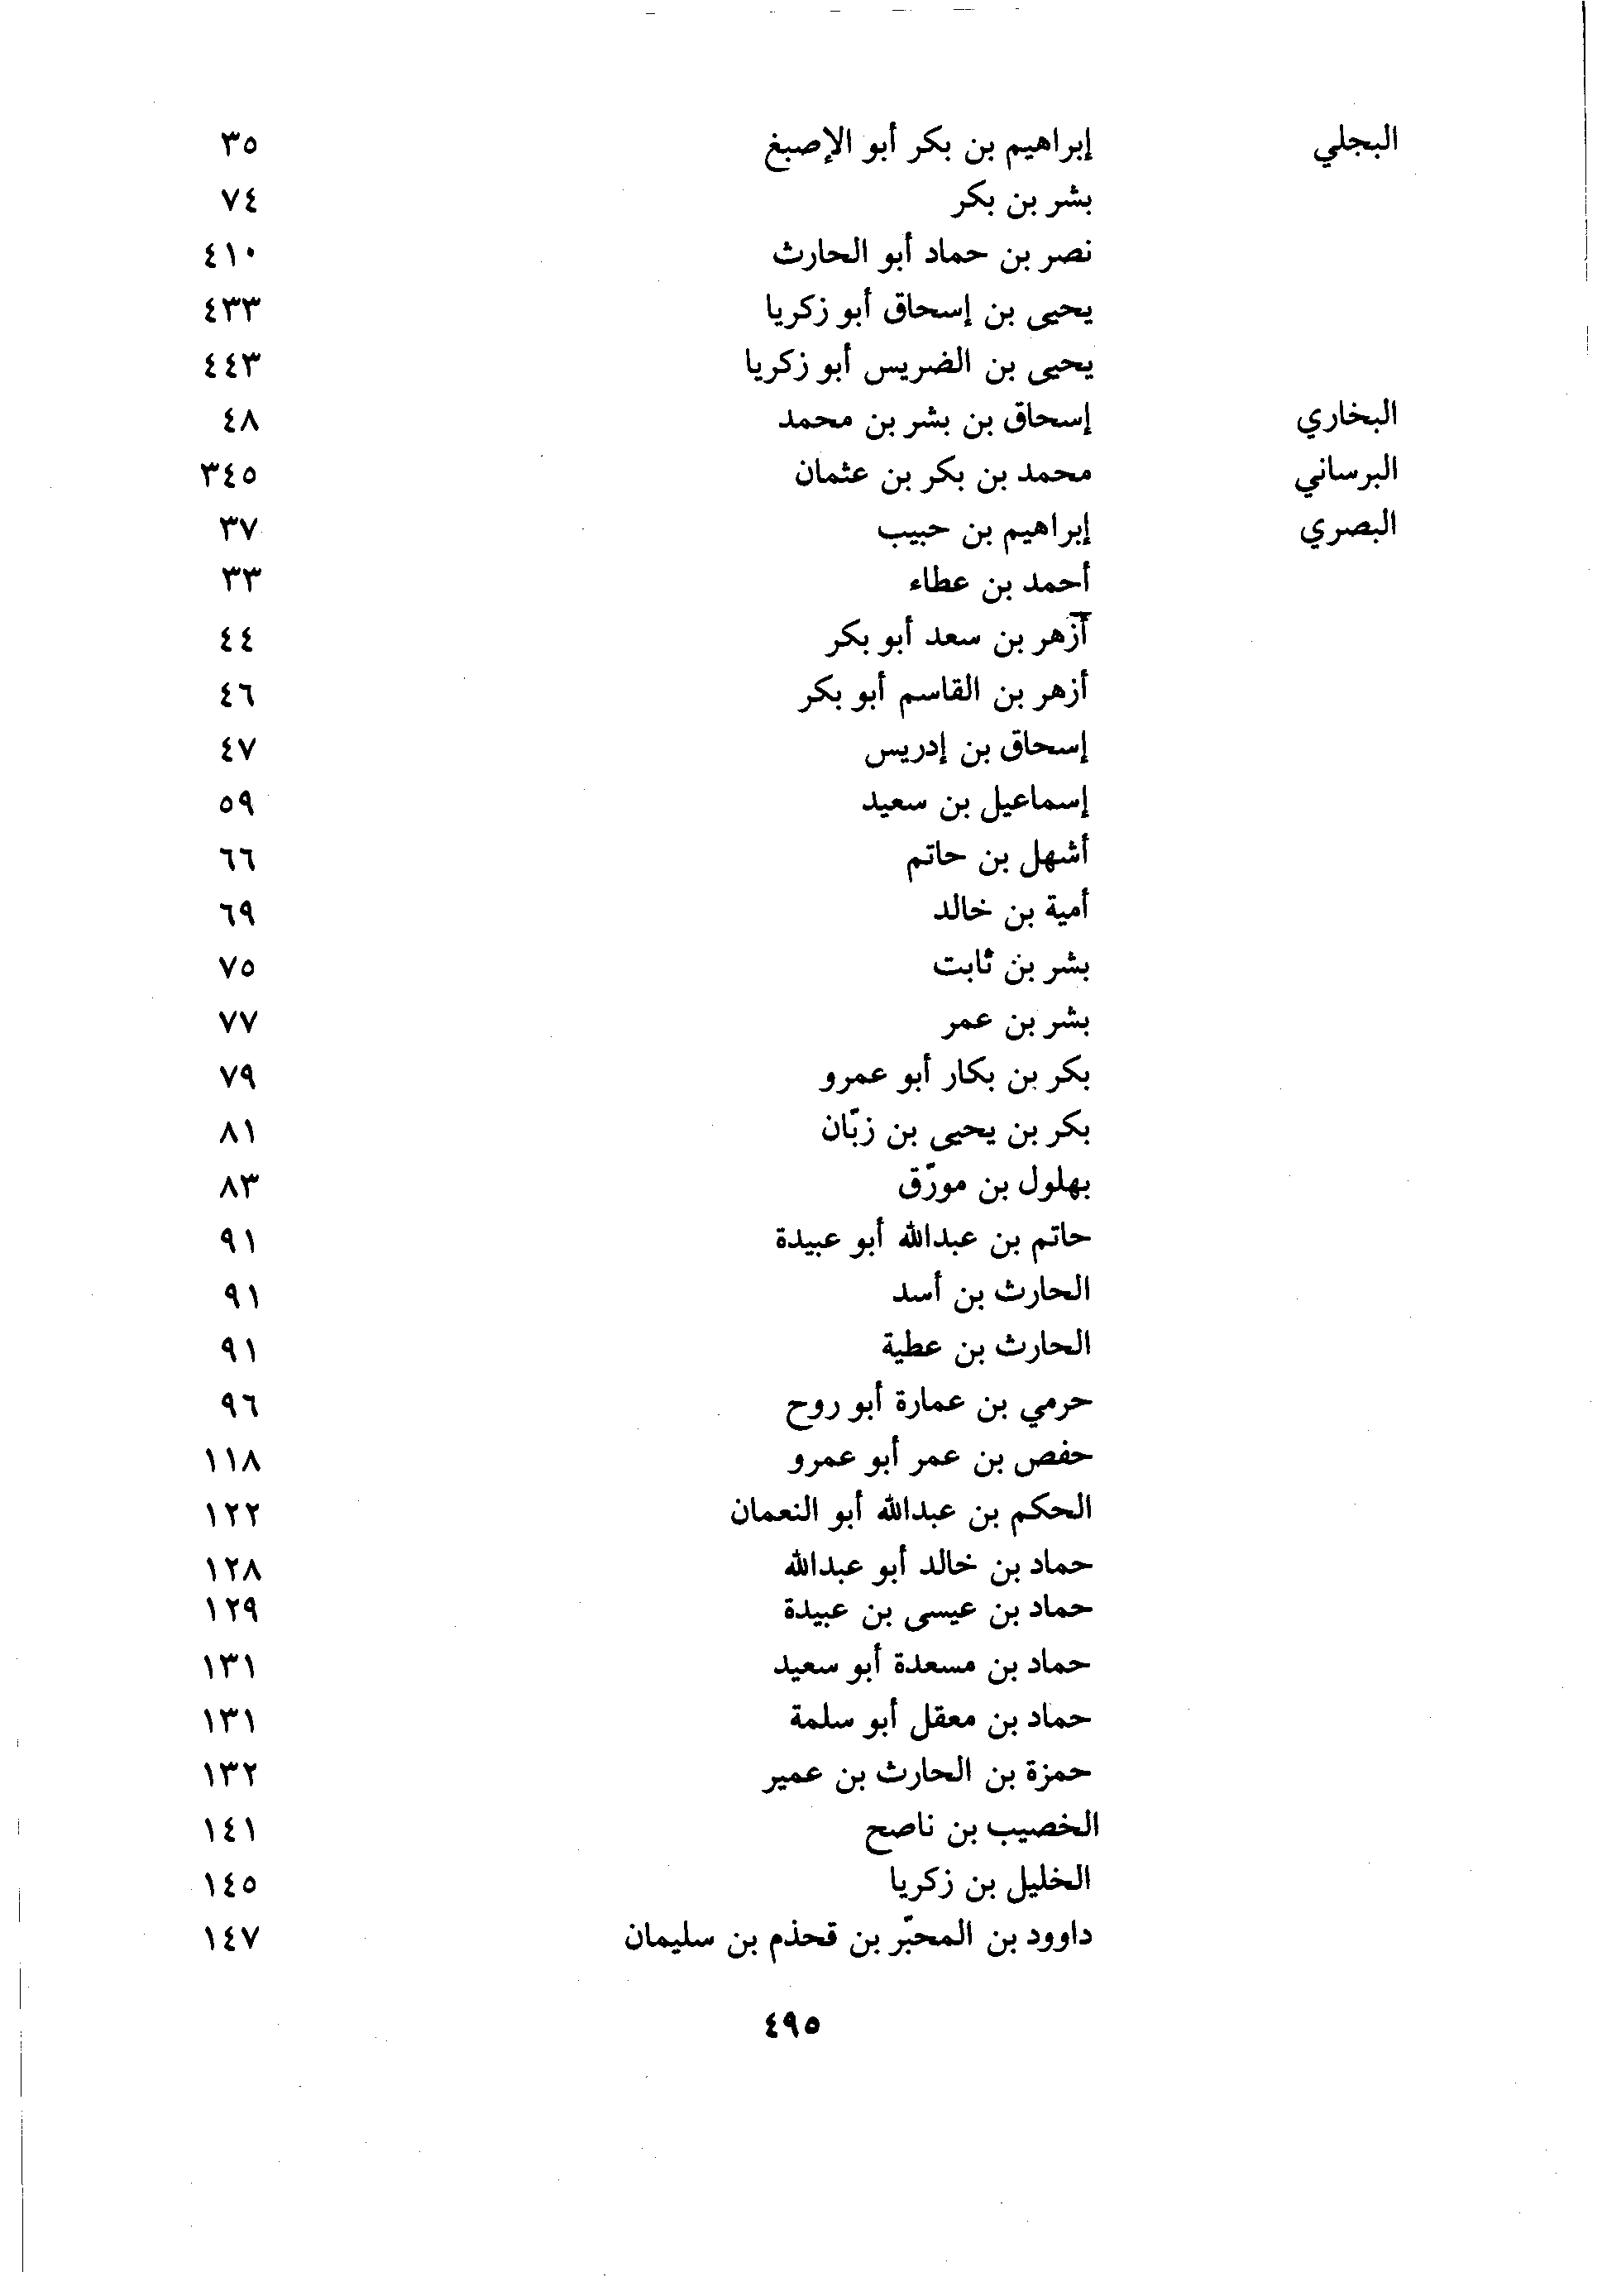 البجلي إبراهيم بن بكر أبو الإصبغ ٣٥
بشر بن بكر ٧٤
نصر بن حماد أبو الحارث ٤١٠
يحيى بن إسحاق أبو زكريا ٤٣٣
يحيى بن الضريس أبو زكريا ٤٤٣
البخاري إسحاق بن بشر بن محمد ٤٨
البرساني محمد بن بكر بن عثمان ٣٤٥
البصري إبراهيم بن حبيب ٣٧
أحمد بن عطاء ٣٣
أزهر بن سعد أبو بكر ٤٤
أزهر بن القاسم أبو بكر ٤٦
إسحاق بن إدريس ٤٧
إسماعيل بن سعيد ٥٩
أشهل بن حاتم ٦٦
أمية بن خالد ٦٩
بشر بن ثابت ٧٥
بشر بن عمر ٧٧
بكر بن بكار أبو عمرو ٧٩
بكر بن يحيى بن زبّان ٨١
بهلول بن مورّق ٨٣
حاتم بن عبدالله أبو عبيدة ٩١
الحارث بن أسد ٩١
الحارث بن عطية ٩١
حرمي بن عمارة أبو روح ٩٦
حفص بن عمر أبو عمرو ١١٨
الحكم بن عبدالله أبو النعمان ١٢٢
حماد بن خالد أبو عبدالله ١٢٨
حماد بن عيسى بن عبيدة ١٢٩
حماد بن مسعدة أبو سعيد ١٣١
حماد بن معقل أبو سلمة ١٣١
حمزة بن الحارث بن عمير ١٣٢
الخصيب بن ناصح ١٤١
الخليل بن زكريا ١٤٥
داوود بن المحبّر بن قحذم بن سليمان ١٤٧
٤٩٥